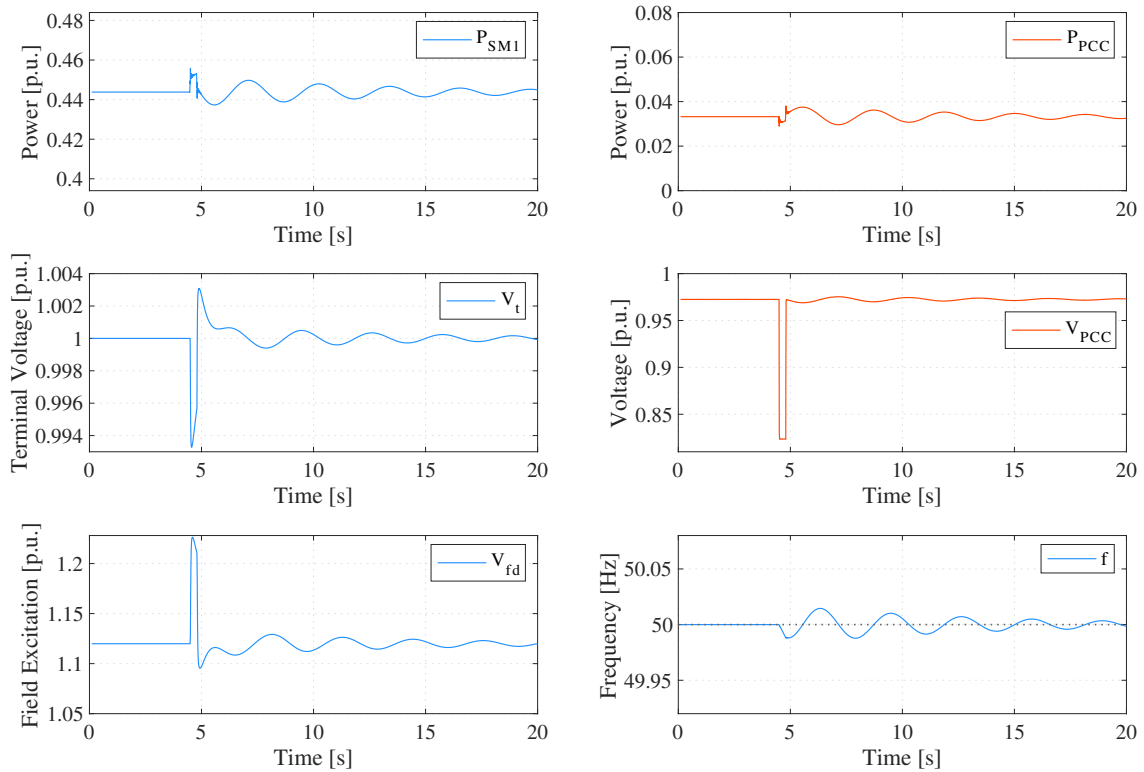 0.48
0.46
0.44
0.42
0.4
Power [p.u.]
P_SM1
0 5 10 15 20
Time [s]
0.08
0.06
0.04
0.02
0
Power [p.u.]
P_PCC
0 5 10 15 20
Time [s]
1.004
1.002
1
0.998
0.996
0.994
Terminal Voltage [p.u.]
V_t
0 5 10 15 20
Time [s]
1
0.95
0.9
0.85
Voltage [p.u.]
V_PCC
0 5 10 15 20
Time [s]
1.2
1.15
1.10
1.05
Field Excitation [p.u.]
V_fd
0 5 10 15 20
Time [s]
50.05
50
49.95
Frequency [Hz]
f
0 5 10 15 20
Time [s]